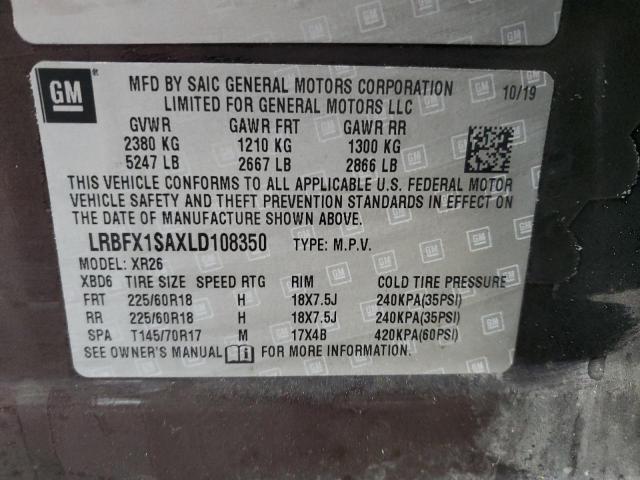 GM
MFD BY SAIC GENERAL MOTORS CORPORATION 10/19
LIMITED FOR GENERAL MOTORS LLC
GVWR GAWR FRT GAWR RR
2380 KG 1210 KG 1300 KG
5247 LB 2667 LB 2866 LB
THIS VEHICLE CONFORMS TO ALL APPLICABLE U.S. FEDERAL MOTOR
VEHICLE SAFETY AND THEFT PREVENTION STANDARDS IN EFFECT ON
THE DATE OF MANUFACTURE SHOWN ABOVE.
LRBFX1SAXLD108350 TYPE: M.P.V.
MODEL: XR26
XBD6 TIRE SIZE SPEED RTG RIM COLD TIRE PRESSURE
FRT 225/60R18 H 18X7.5J 240KPA(35PSI)
RR 225/60R18 H 18X7.5J 240KPA(35PSI)
SPA T145/70R17 M 17X4B 420KPA(60PSI)
SEE OWNER'S MANUAL FOR MORE INFORMATION